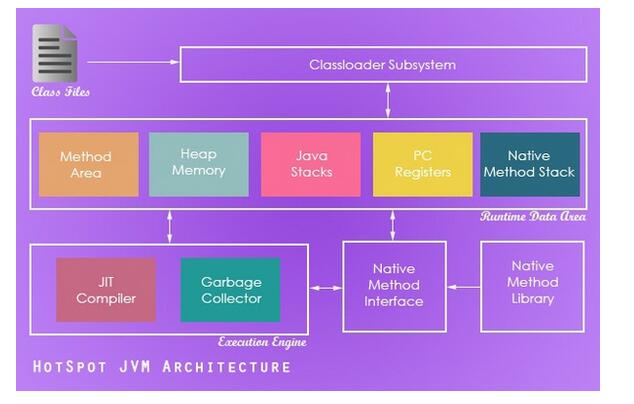 Class Files
Classloader Subsystem
Method
Area
Heap
Memory
Java
Stacks
PC
Registers
Native
Method Stack
Runtime Data Area
JIT
Compiler
Garbage
Collector
Execution Engine
Native
Method
Interface
Native
Method
Library
HotSpot JVM Architecture